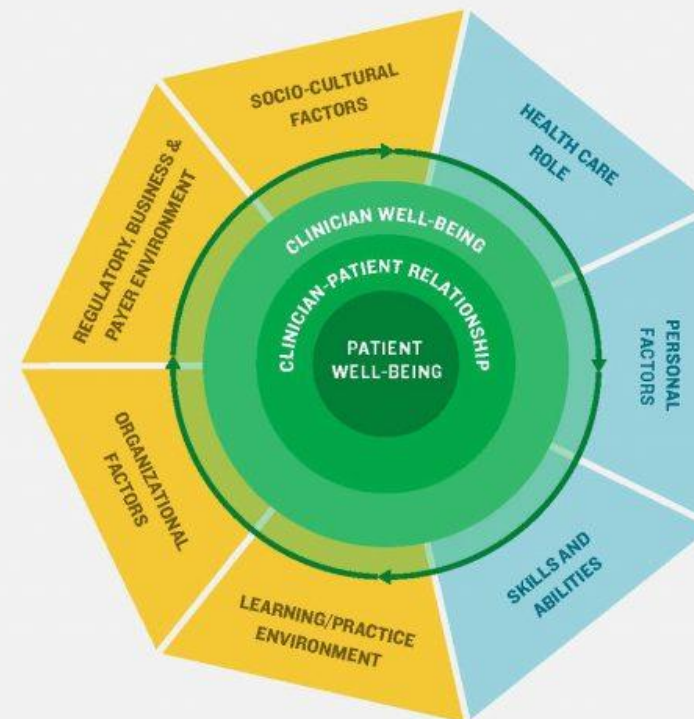 SOCIO-CULTURAL
FACTORS
HEALTH CARE
ROLE
REGULATORY, BUSINESS &
PAYER ENVIRONMENT
CLINICIAN WELL-BEING
CLINICIAN-PATIENT RELATIONSHIP
PATIENT
WELL-BEING
PERSONAL
FACTORS
ORGANIZATIONAL
FACTORS
SKILLS AND
ABILITIES
LEARNING/PRACTICE
ENVIRONMENT